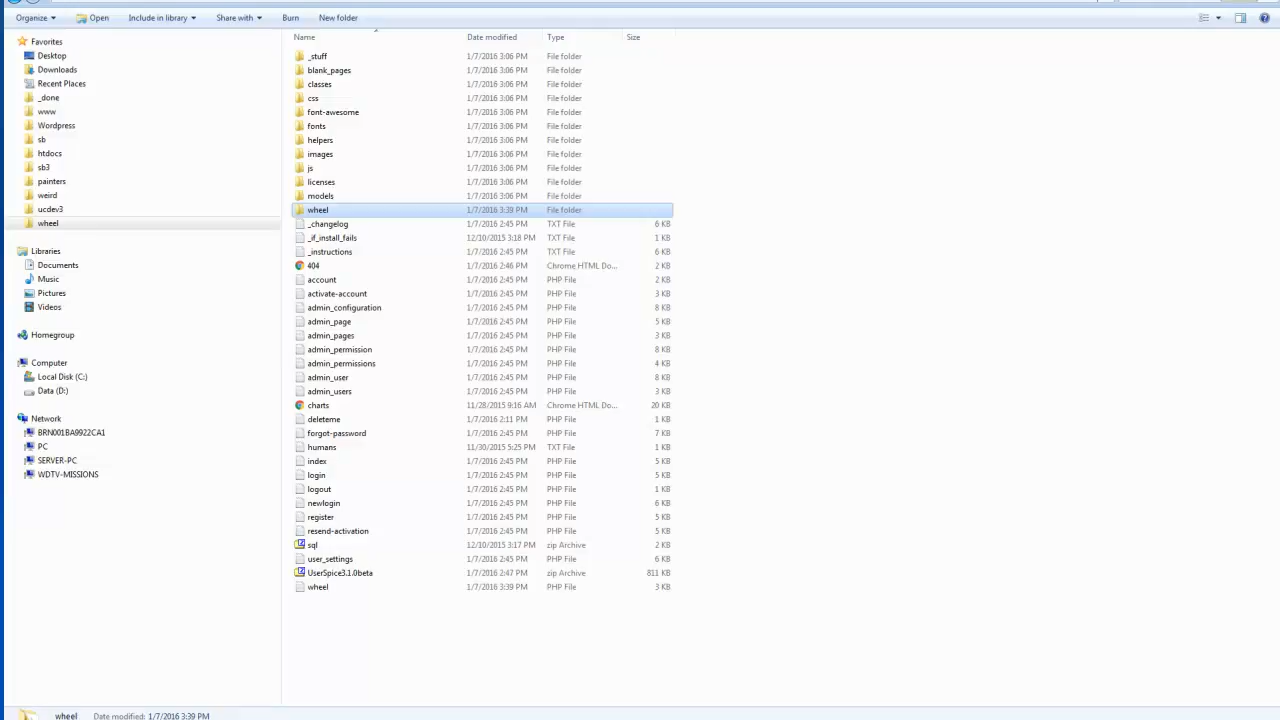 Organize Open Include in library Share with Burn New folder
Name Date modified Type Size
Favorites
Desktop
Downloads
Recent Places
_done
www
Wordpress
sb
htdocs
sb3
painters
weird
ucdev3
wheel
Libraries
Documents
Music
Pictures
Videos
Homegroup
Computer
Local Disk (C:)
Data (D:)
Network
BRN001BA9922CA1
PC
SERVER-PC
WDTV-MISSIONS
_stuff 1/7/2016 3:06 PM File folder
blank_pages 1/7/2016 3:06 PM File folder
classes 1/7/2016 3:06 PM File folder
css 1/7/2016 3:06 PM File folder
font-awesome 1/7/2016 3:06 PM File folder
fonts 1/7/2016 3:06 PM File folder
helpers 1/7/2016 3:06 PM File folder
images 1/7/2016 3:06 PM File folder
js 1/7/2016 3:06 PM File folder
licenses 1/7/2016 3:06 PM File folder
models 1/7/2016 3:06 PM File folder
wheel 1/7/2016 3:39 PM File folder
_changelog 1/7/2016 2:45 PM TXT File 6 KB
_if_install_fails 12/10/2015 3:18 PM TXT File 1 KB
_instructions 1/7/2016 2:45 PM TXT File 6 KB
404 1/7/2016 2:46 PM Chrome HTML Do... 2 KB
account 1/7/2016 2:45 PM PHP File 2 KB
activate-account 1/7/2016 2:45 PM PHP File 3 KB
admin_configuration 1/7/2016 2:45 PM PHP File 8 KB
admin_page 1/7/2016 2:45 PM PHP File 5 KB
admin_pages 1/7/2016 2:45 PM PHP File 3 KB
admin_permission 1/7/2016 2:45 PM PHP File 8 KB
admin_permissions 1/7/2016 2:45 PM PHP File 4 KB
admin_user 1/7/2016 2:45 PM PHP File 8 KB
admin_users 1/7/2016 2:45 PM PHP File 3 KB
charts 11/28/2015 9:16 AM Chrome HTML Do... 20 KB
deleteme 1/7/2016 2:11 PM PHP File 1 KB
forgot-password 1/7/2016 2:45 PM PHP File 7 KB
humans 11/30/2015 5:25 PM TXT File 1 KB
index 1/7/2016 2:45 PM PHP File 5 KB
login 1/7/2016 2:45 PM PHP File 5 KB
logout 1/7/2016 2:45 PM PHP File 1 KB
newlogin 1/7/2016 2:45 PM PHP File 6 KB
register 1/7/2016 2:45 PM PHP File 5 KB
resend-activation 1/7/2016 2:45 PM PHP File 5 KB
sql 12/10/2015 3:17 PM zip Archive 2 KB
user_settings 1/7/2016 2:45 PM PHP File 6 KB
UserSpice3.1.0beta 1/7/2016 2:47 PM zip Archive 811 KB
wheel 1/7/2016 3:39 PM PHP File 3 KB
wheel Date modified: 1/7/2016 3:39 PM